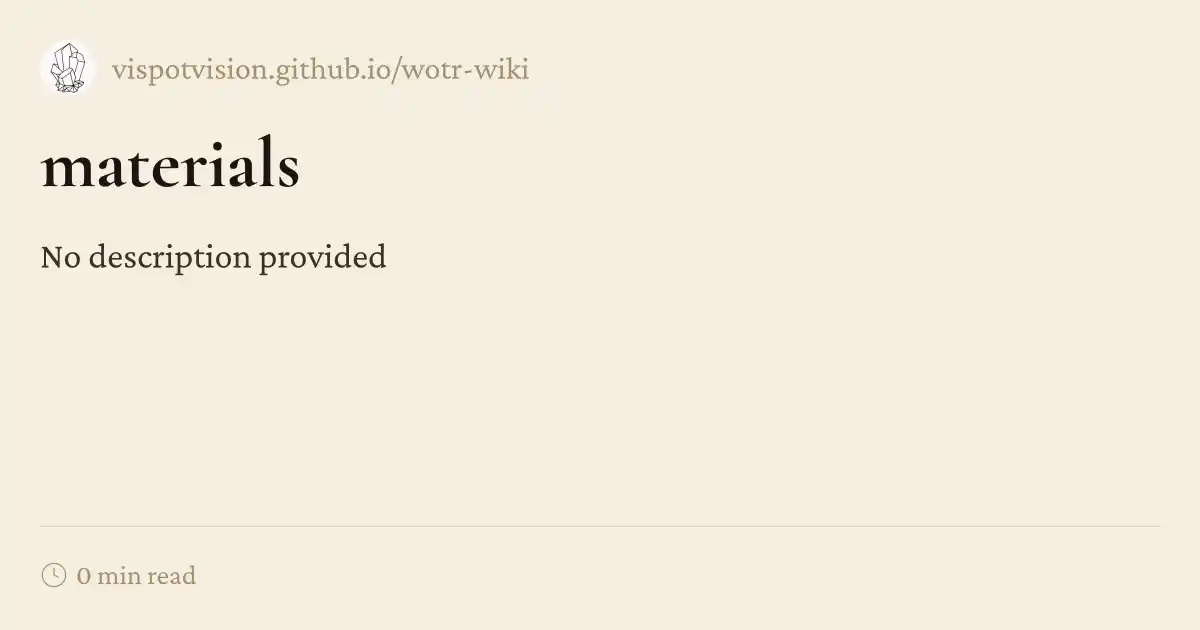 vispotvision.github.io/wotr-wiki
materials
No description provided
0 min read